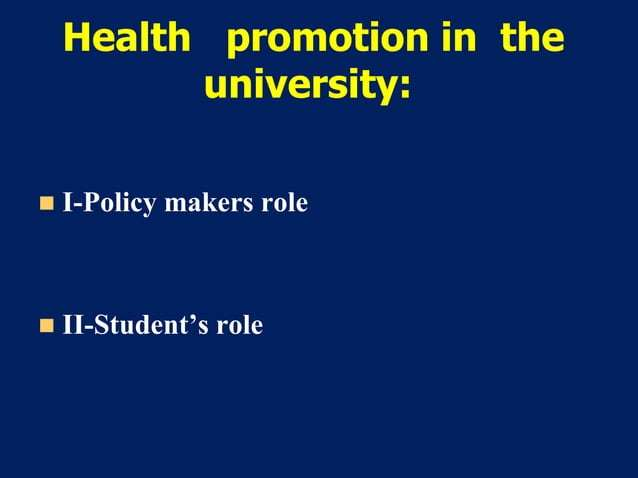 Health promotion in the
university:
I-Policy makers role
II-Student’s role